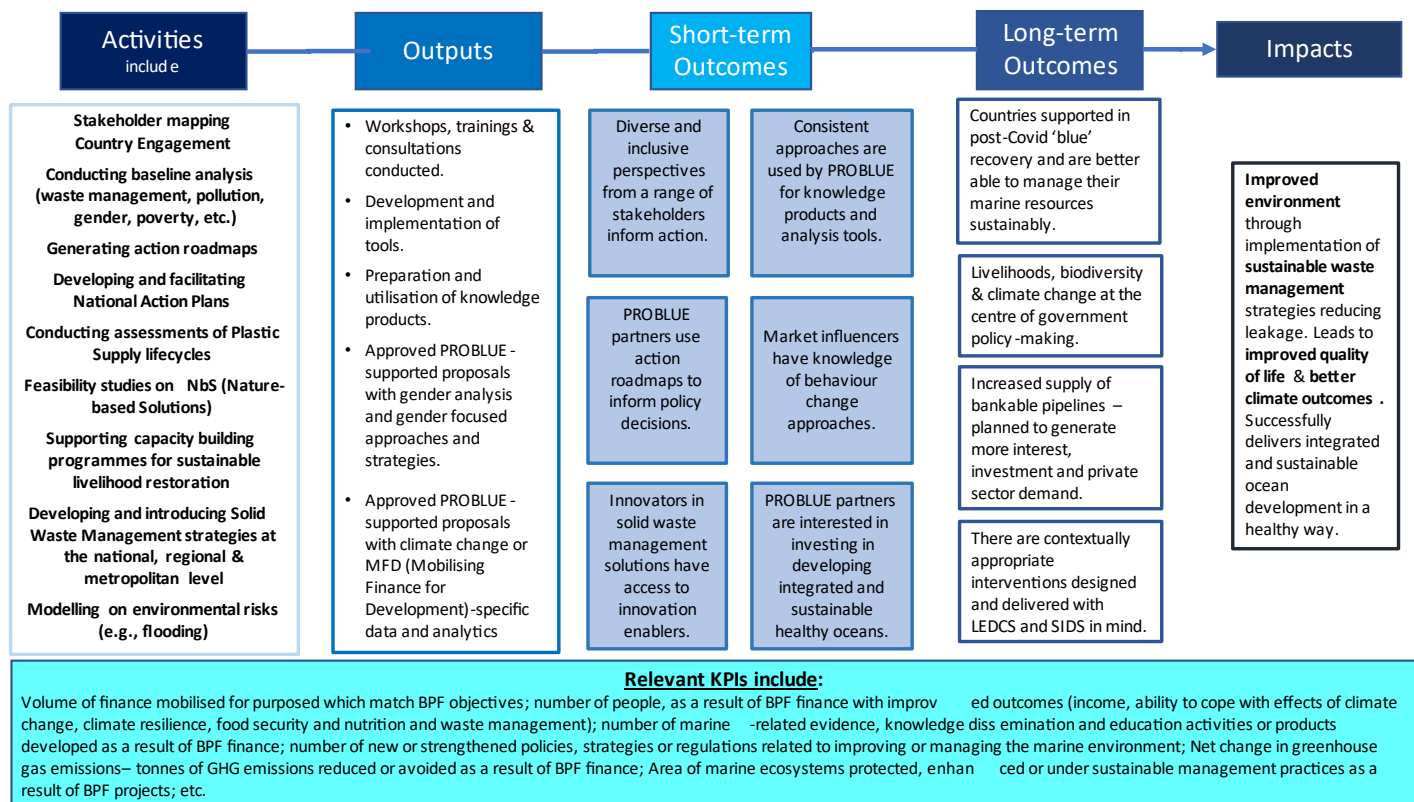 Activities
include
Outputs
Short-term
Outcomes
Long-term
Outcomes
Impacts
Stakeholder mapping
Country Engagement
Conducting baseline analysis
(waste management, pollution,
gender, poverty, etc.)
Generating action roadmaps
Developing and facilitating
National Action Plans
Conducting assessments of Plastic
Supply lifecycles
Feasibility studies on NbS (Nature-
based Solutions)
Supporting capacity building
programmes for sustainable
livelihood restoration
Developing and introducing Solid
Waste Management strategies at
the national, regional &
metropolitan level
Modelling on environmental risks
(e.g., flooding)
• Workshops, trainings &
consultations
conducted.
• Development and
implementation of
tools.
• Preparation and
utilisation of knowledge
products.
• Approved PROBLUE -
supported proposals
with gender analysis
and gender focused
approaches and
strategies.
• Approved PROBLUE -
supported proposals
with climate change or
MFD (Mobilising
Finance for
Development)-specific
data and analytics
Diverse and
inclusive
perspectives
from a range of
stakeholders
inform action.
Consistent
approaches are
used by PROBLUE
for knowledge
products and
analysis tools.
PROBLUE
partners use
action
roadmaps to
inform policy
decisions.
Market influencers
have knowledge
of behaviour
change
approaches.
Innovators in
solid waste
management
solutions have
access to
innovation
enablers.
PROBLUE partners
are interested in
investing in
developing
integrated and
sustainable
healthy oceans.
Countries supported in
post-Covid 'blue'
recovery and are better
able to manage their
marine resources
sustainably.
Livelihoods, biodiversity
& climate change at the
centre of government
policy -making.
Increased supply of
bankable pipelines –
planned to generate
more interest,
investment and private
sector demand.
There are contextually
appropriate
interventions designed
and delivered with
LEDCS and SIDS in mind.
Improved
environment
through
implementation of
sustainable waste
management
strategies reducing
leakage. Leads to
improved quality
of life & better
climate outcomes .
Successfully
delivers integrated
and sustainable
ocean
development in a
healthy way.
Relevant KPIs include:
Volume of finance mobilised for purposed which match BPF objectives; number of people, as a result of BPF finance with improv ed outcomes (income, ability to cope with effects of climate
change, climate resilience, food security and nutrition and waste management); number of marine -related evidence, knowledge diss emination and education activities or products
developed as a result of BPF finance; number of new or strengthened policies, strategies or regulations related to improving or managing the marine environment; Net change in greenhouse
gas emissions– tonnes of GHG emissions reduced or avoided as a result of BPF finance; Area of marine ecosystems protected, enhan ced or under sustainable management practices as a
result of BPF projects; etc.